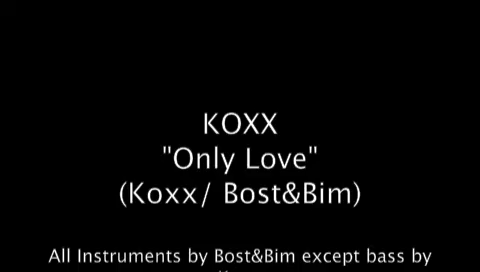 KOXX
"Only Love"
(Koxx/ Bost&Bim)
All Instruments by Bost&Bim except bass by